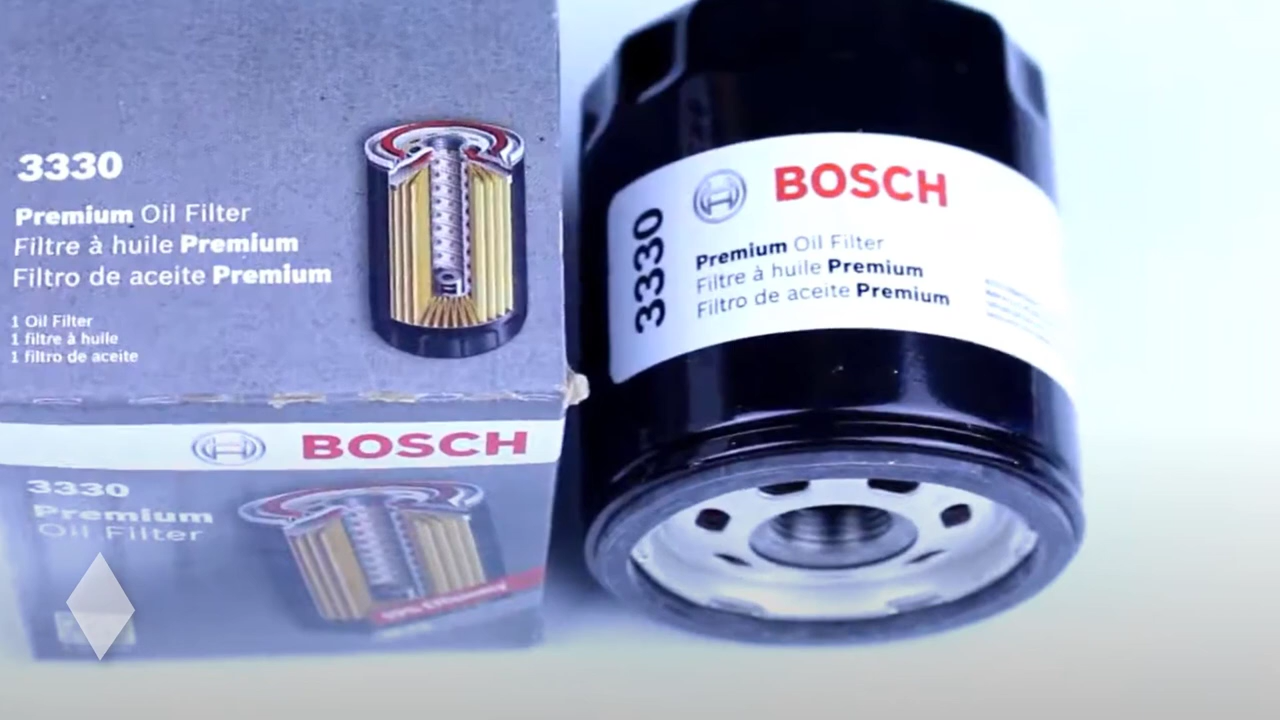 3330
Premium Oil Filter
Filtre à huile Premium
Filtro de aceite Premium
1 Oil Filter
1 filtre à huile
1 filtro de aceite
BOSCH
3330
Premium
Oil Filter
99% Efficiency
BOSCH
3330
Premium Oil Filter
Filtre à huile Premium
Filtro de aceite Premium